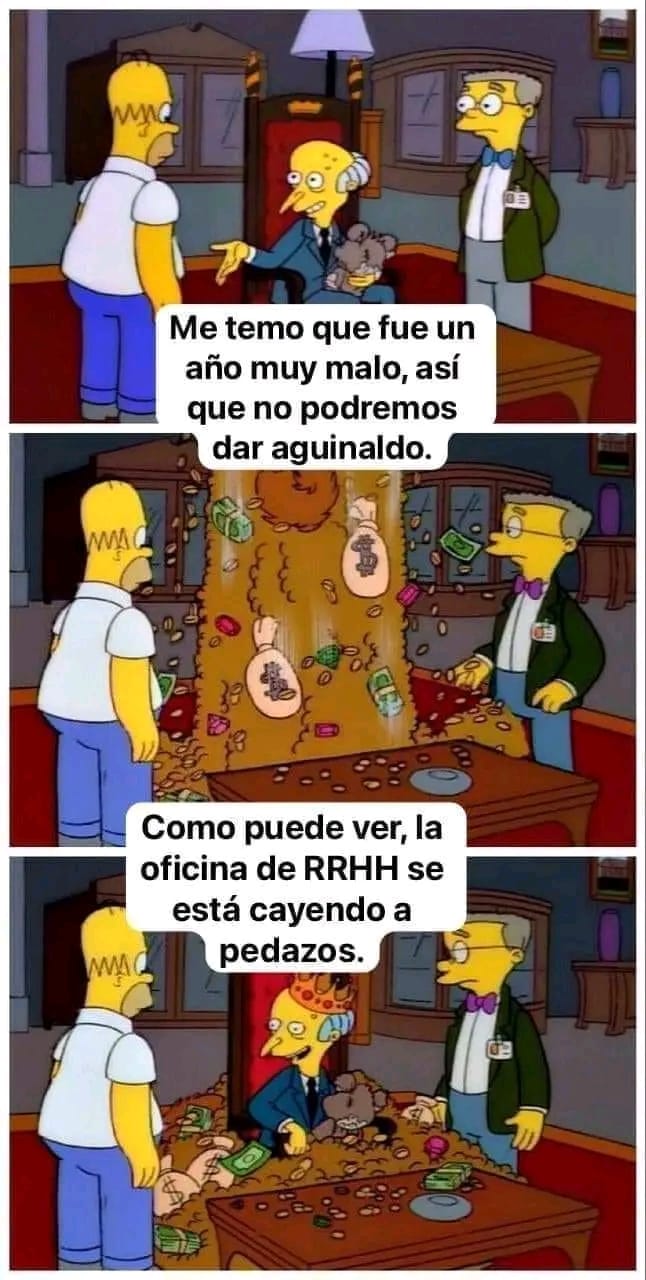 Me temo que fue un
año muy malo, así
que no podremos
dar aguinaldo.
Como puede ver, la
oficina de RRHH se
está cayendo a
pedazos.